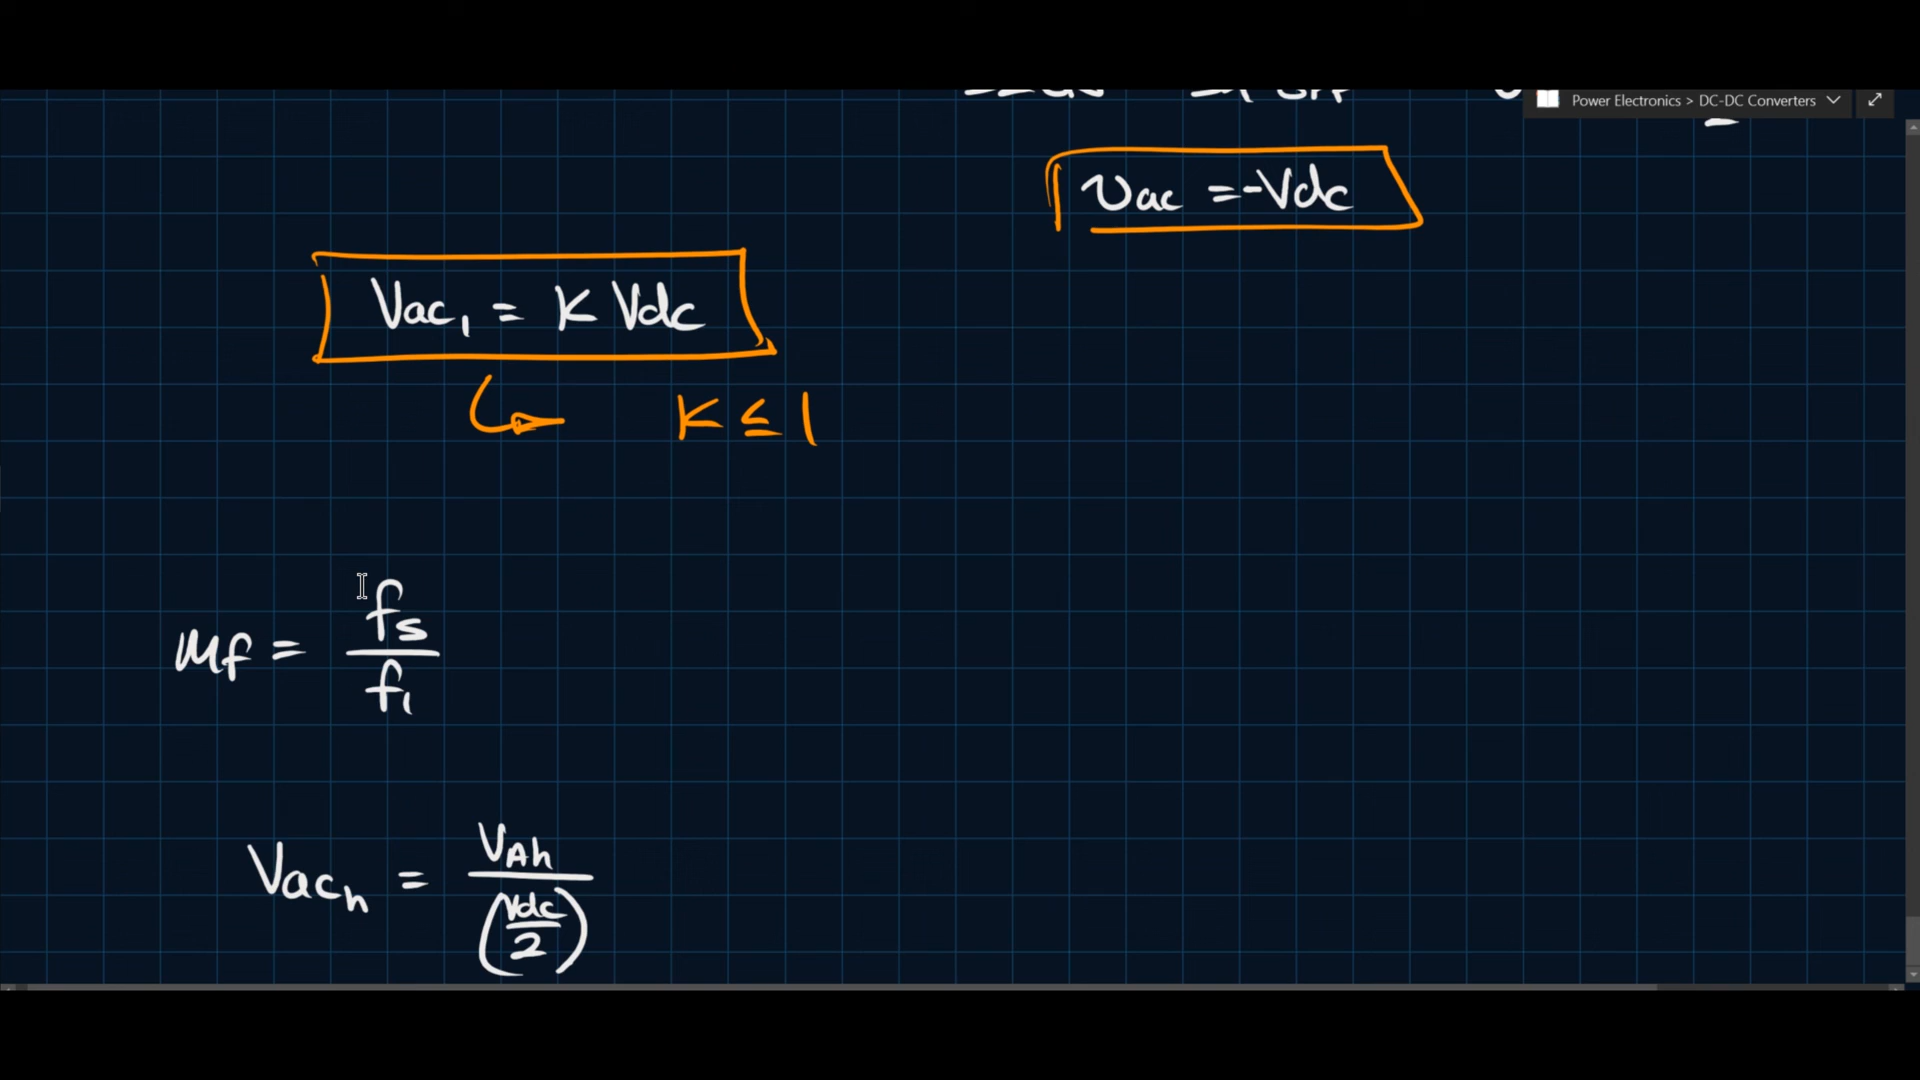 Power Electronics > DC-DC Converters
Vac = -Vdc
Vac₁ = K Vdc
K ≤ 1
Mf = fs / f₁
Vacₕ = VAh / (Vdc / 2)